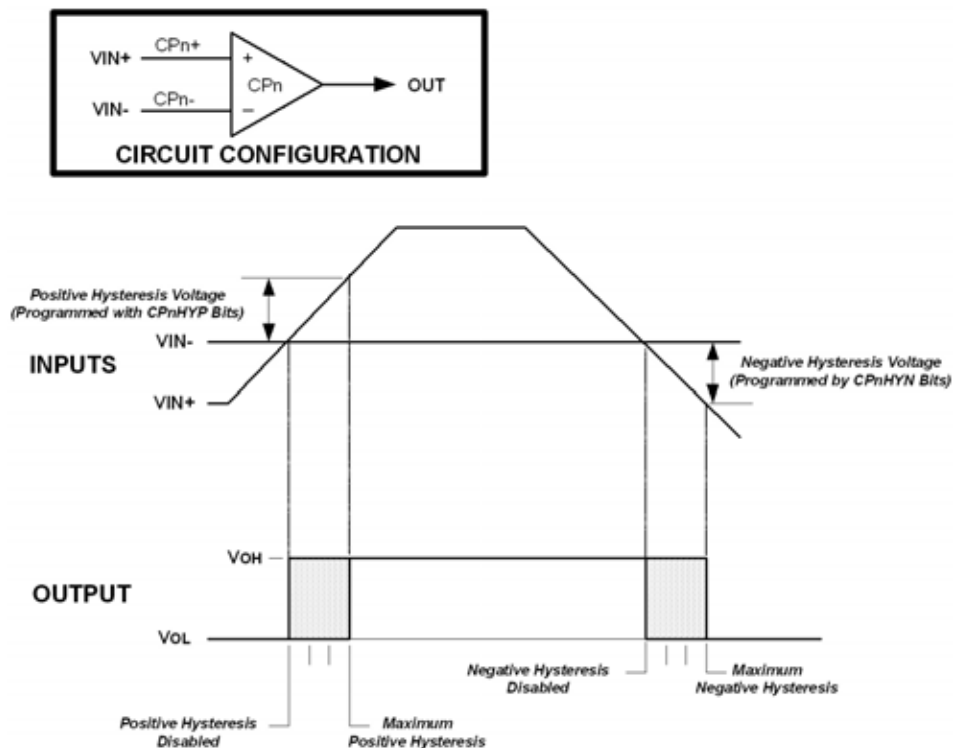 CPn+
VIN+
+
CPn
OUT
CPn-
VIN-
–
CIRCUIT CONFIGURATION
Positive Hysteresis Voltage
(Programmed with CPnHYP Bits)
VIN-
INPUTS
Negative Hysteresis Voltage
(Programmed by CPnHYN Bits)
VIN+
VOH
OUTPUT
VOL
Negative Hysteresis
Disabled
Maximum
Negative Hysteresis
Positive Hysteresis
Disabled
Maximum
Positive Hysteresis